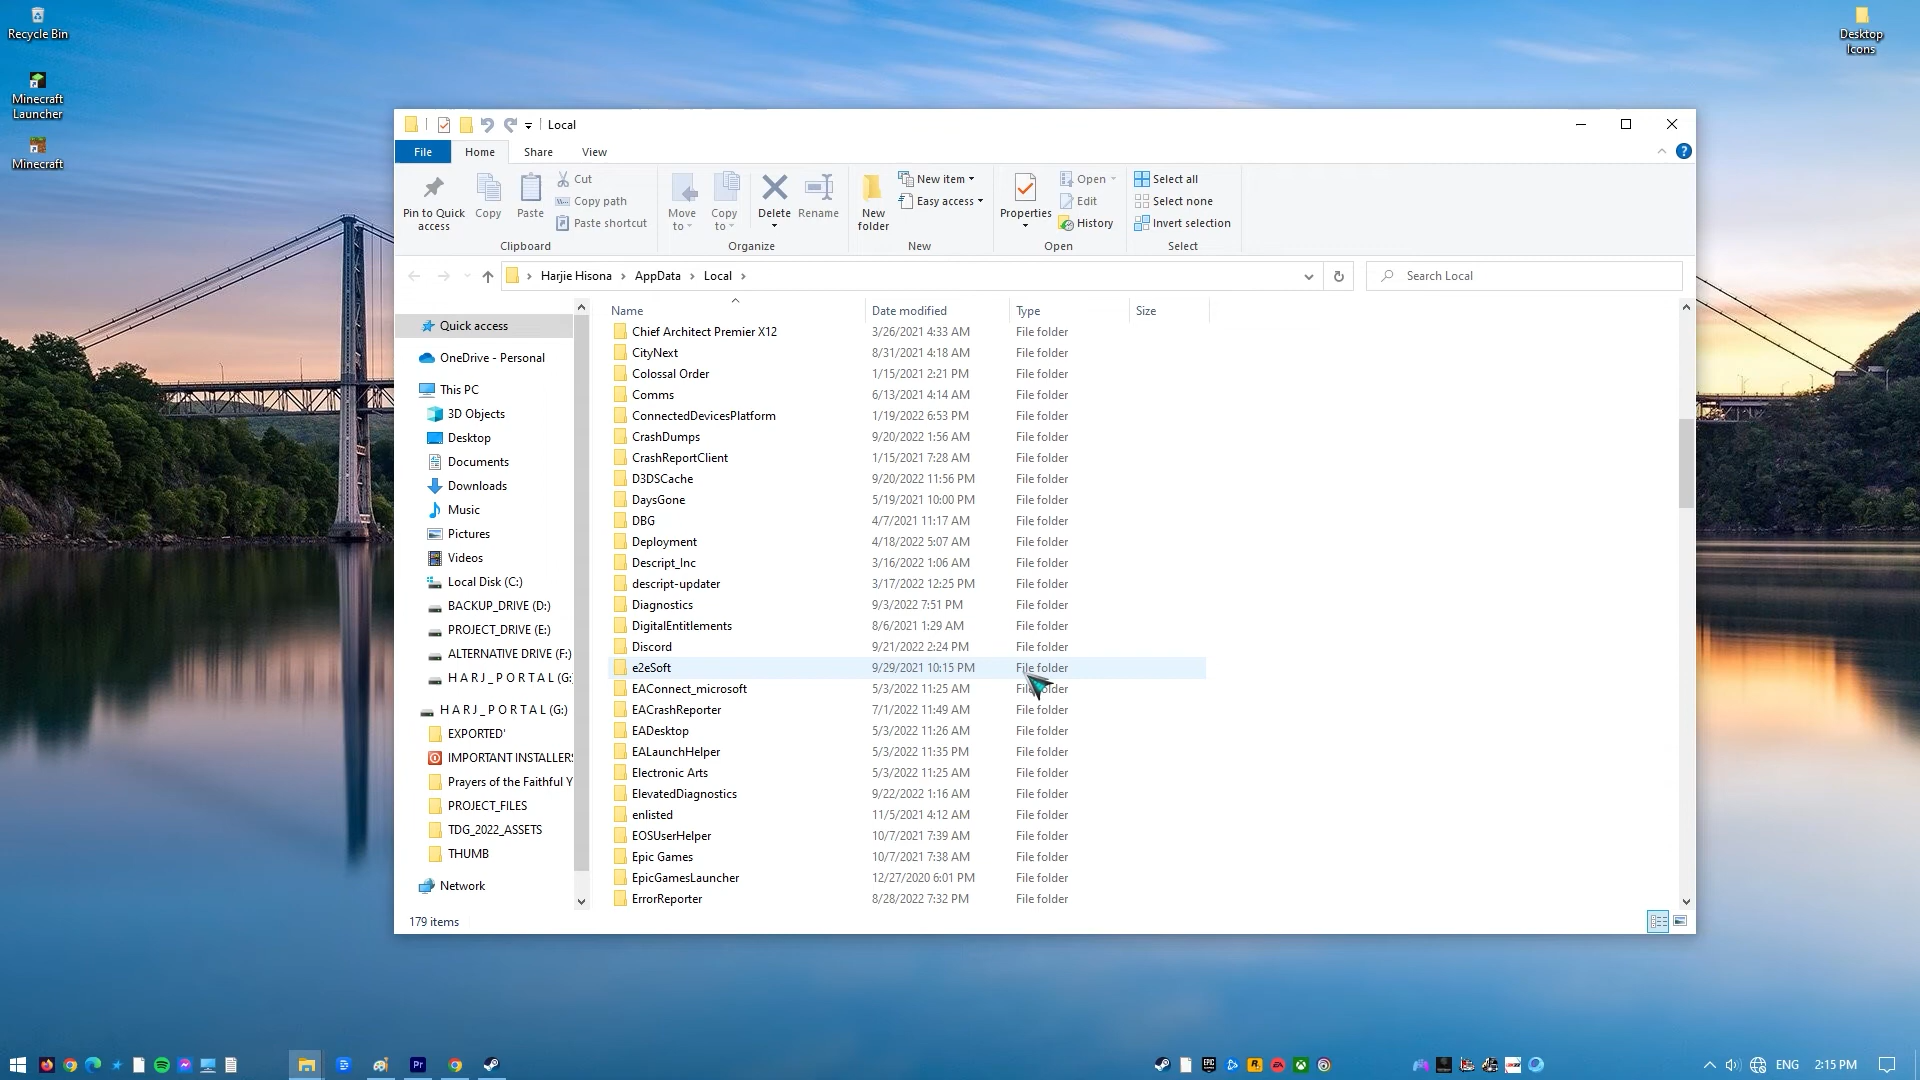 Recycle Bin
Minecraft
Launcher
Minecraft
Desktop
Icons
Local
File
Home
Share
View
Pin to Quick
access
Copy
Paste
Cut
Copy path
Paste shortcut
Clipboard
Move
to
Copy
to
Delete
Rename
Organize
New
folder
New item
Easy access
New
Properties
Open
Edit
History
Open
Select all
Select none
Invert selection
Select
Harjie Hisona › AppData › Local ›
Search Local
Quick access
OneDrive - Personal
This PC
3D Objects
Desktop
Documents
Downloads
Music
Pictures
Videos
Local Disk (C:)
BACKUP_DRIVE (D:)
PROJECT_DRIVE (E:)
ALTERNATIVE DRIVE (F:)
H A R J _ P O R T A L (G:
H A R J _ P O R T A L (G:)
EXPORTED'
IMPORTANT INSTALLERS
Prayers of the Faithful Y
PROJECT_FILES
TDG_2022_ASSETS
THUMB
Network
Name Date modified Type Size
Chief Architect Premier X12 3/26/2021 4:33 AM File folder
CityNext 8/31/2021 4:18 AM File folder
Colossal Order 1/15/2021 2:21 PM File folder
Comms 6/13/2021 4:14 AM File folder
ConnectedDevicesPlatform 1/19/2022 6:53 PM File folder
CrashDumps 9/20/2022 1:56 AM File folder
CrashReportClient 1/15/2021 7:28 AM File folder
D3DSCache 9/20/2022 11:56 PM File folder
DaysGone 5/19/2021 10:00 PM File folder
DBG 4/7/2021 11:17 AM File folder
Deployment 4/18/2022 5:07 AM File folder
Descript_Inc 3/16/2022 1:06 AM File folder
descript-updater 3/17/2022 12:25 PM File folder
Diagnostics 9/3/2022 7:51 PM File folder
DigitalEntitlements 8/6/2021 1:29 AM File folder
Discord 9/21/2022 2:24 PM File folder
e2eSoft 9/29/2021 10:15 PM File folder
EAConnect_microsoft 5/3/2022 11:25 AM File folder
EACrashReporter 7/1/2022 11:49 AM File folder
EADesktop 5/3/2022 11:26 AM File folder
EALaunchHelper 5/3/2022 11:35 PM File folder
Electronic Arts 5/3/2022 11:25 AM File folder
ElevatedDiagnostics 9/22/2022 1:16 AM File folder
enlisted 11/5/2021 4:12 AM File folder
EOSUserHelper 10/7/2021 7:39 AM File folder
Epic Games 10/7/2021 7:38 AM File folder
EpicGamesLauncher 12/27/2020 6:01 PM File folder
ErrorReporter 8/28/2022 7:32 PM File folder
179 items
Pr
ENG
2:15 PM